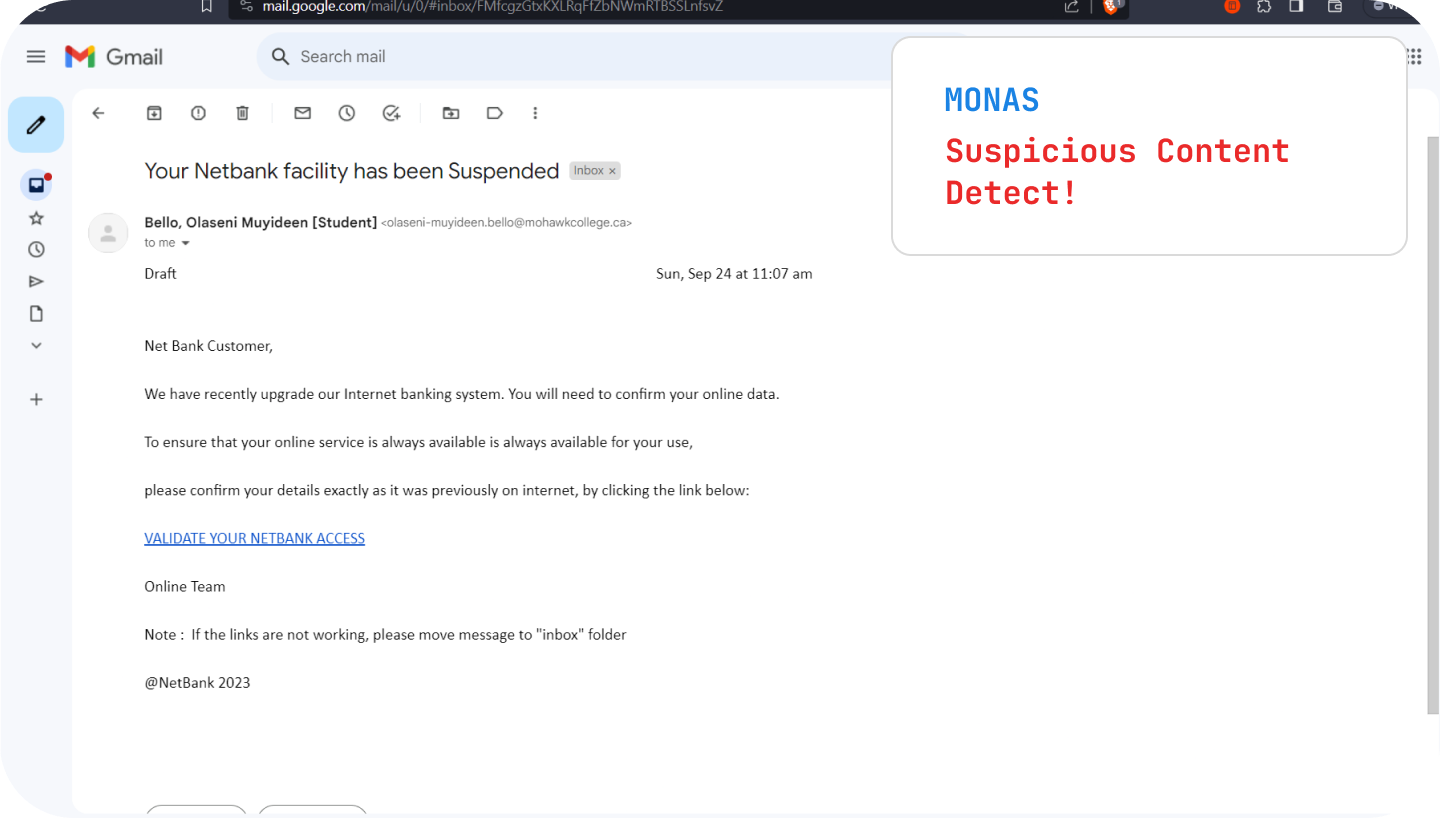 mail.google.com/mail/u/0/#inbox/FMfcgzGtxKXLRqFfZbNWmRTBSSLnfsvZ
Gmail
Search mail
MONAS
Suspicious Content
Detect!
Your Netbank facility has been Suspended Inbox ×
Bello, Olaseni Muyideen [Student] <olaseni-muyideen.bello@mohawkcollege.ca>
to me
Draft Sun, Sep 24 at 11:07 am
Net Bank Customer,
We have recently upgrade our Internet banking system. You will need to confirm your online data.
To ensure that your online service is always available is always available for your use,
please confirm your details exactly as it was previously on internet, by clicking the link below:
VALIDATE YOUR NETBANK ACCESS
Online Team
Note : If the links are not working, please move message to "inbox" folder
@NetBank 2023